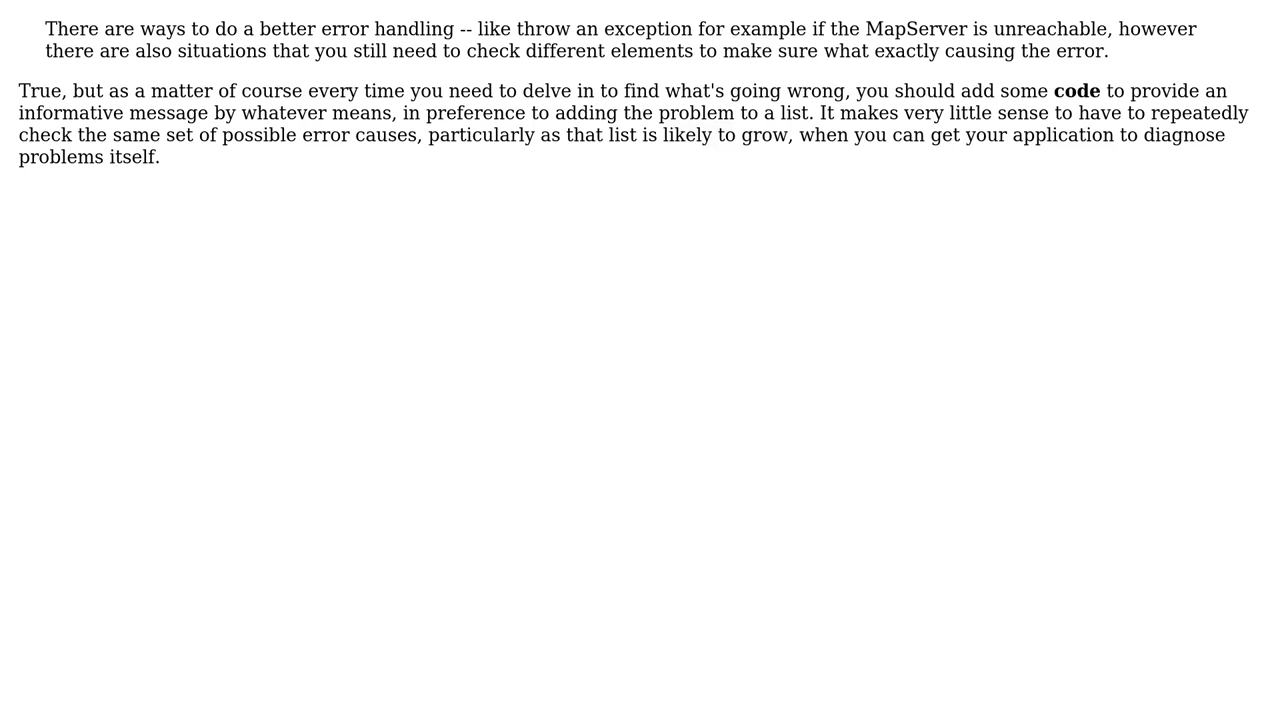 There are ways to do a better error handling -- like throw an exception for example if the MapServer is unreachable, however
there are also situations that you still need to check different elements to make sure what exactly causing the error.
True, but as a matter of course every time you need to delve in to find what's going wrong, you should add some code to provide an
informative message by whatever means, in preference to adding the problem to a list. It makes very little sense to have to repeatedly
check the same set of possible error causes, particularly as that list is likely to grow, when you can get your application to diagnose
problems itself.